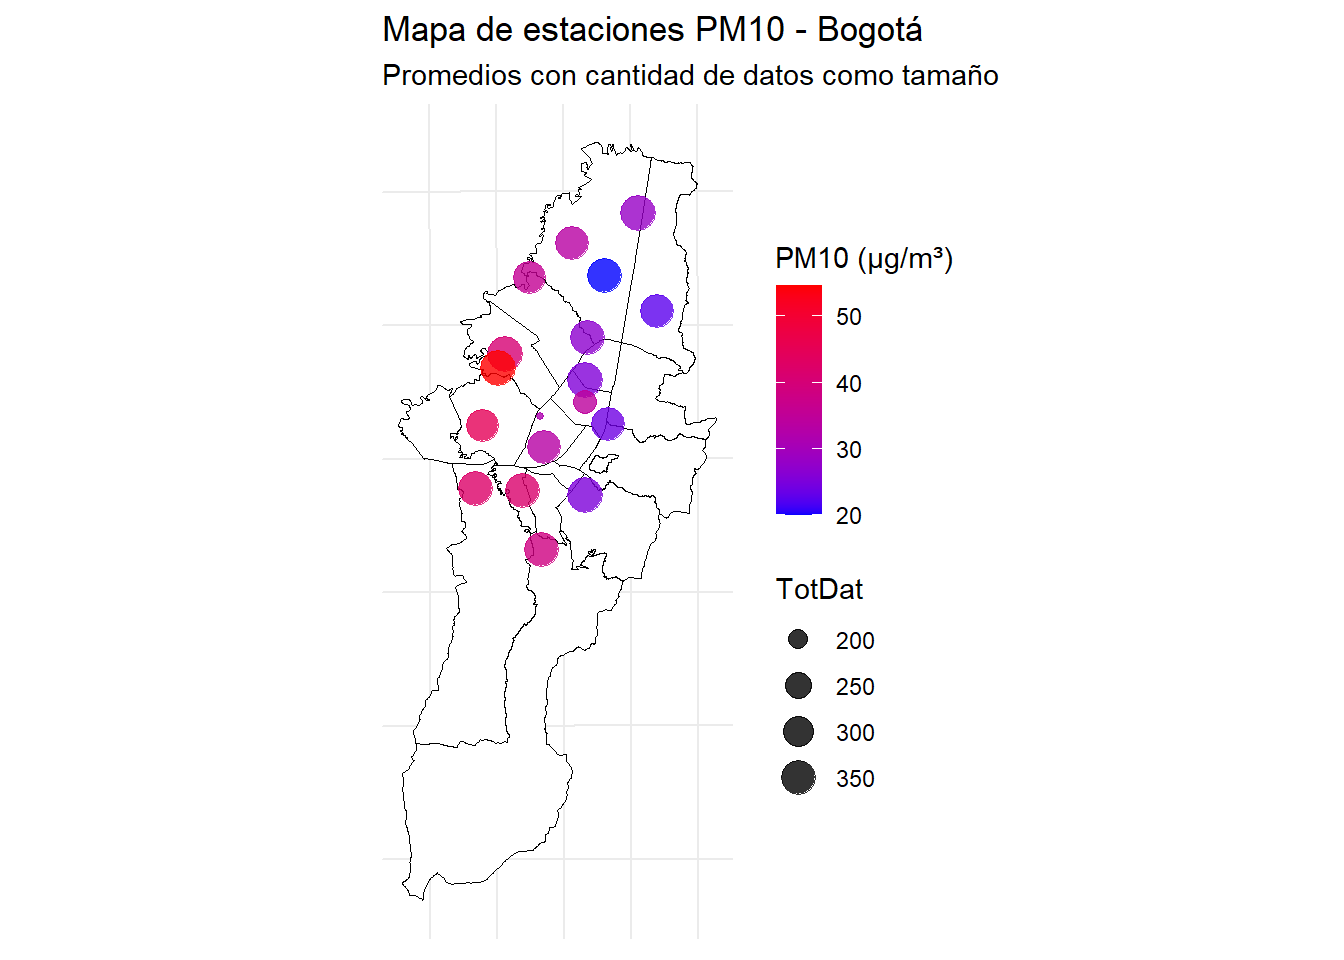 Mapa de estaciones PM10 - Bogotá
Promedios con cantidad de datos como tamaño
PM10 (µg/m³)
50
40
30
20
TotDat
200
250
300
350